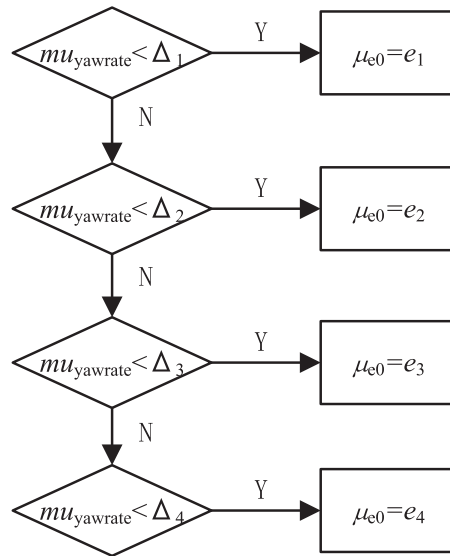 mu_yawrate < Δ_1
Y
μ_e0=e_1
N
mu_yawrate < Δ_2
Y
μ_e0=e_2
N
mu_yawrate < Δ_3
Y
μ_e0=e_3
N
mu_yawrate < Δ_4
Y
μ_e0=e_4